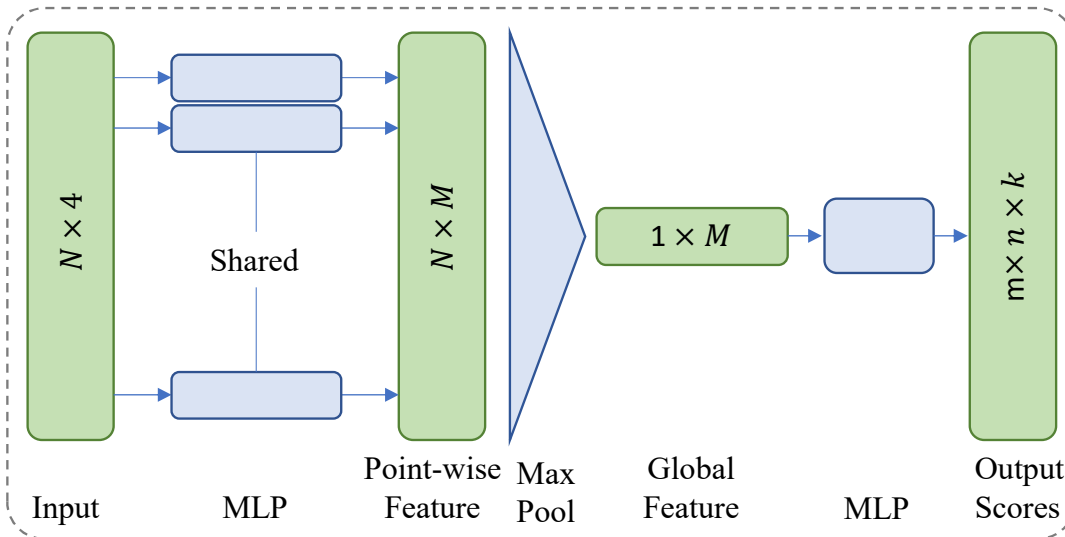 N × 4
Shared
N × M
1 × M
m× n × k
Input
MLP
Point-wise
Feature
Max
Pool
Global
Feature
MLP
Output
Scores